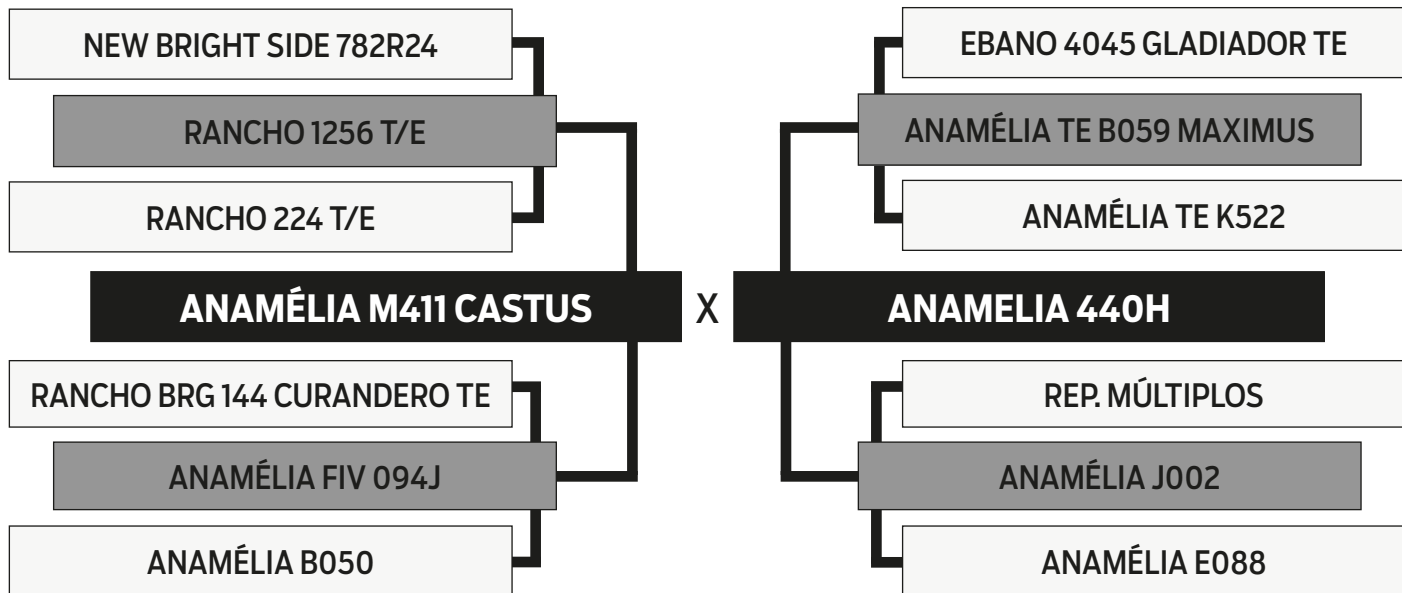 NEW BRIGHT SIDE 782R24
EBANO 4045 GLADIADOR TE
RANCHO 1256 T/E
ANAMÉLIA TE B059 MAXIMUS
RANCHO 224 T/E
ANAMÉLIA TE K522
ANAMÉLIA M411 CASTUS X ANAMELIA 440H
RANCHO BRG 144 CURANDERO TE
REP. MÚLTIPLOS
ANAMÉLIA FIV 094J
ANAMÉLIA J002
ANAMÉLIA B050
ANAMÉLIA E088